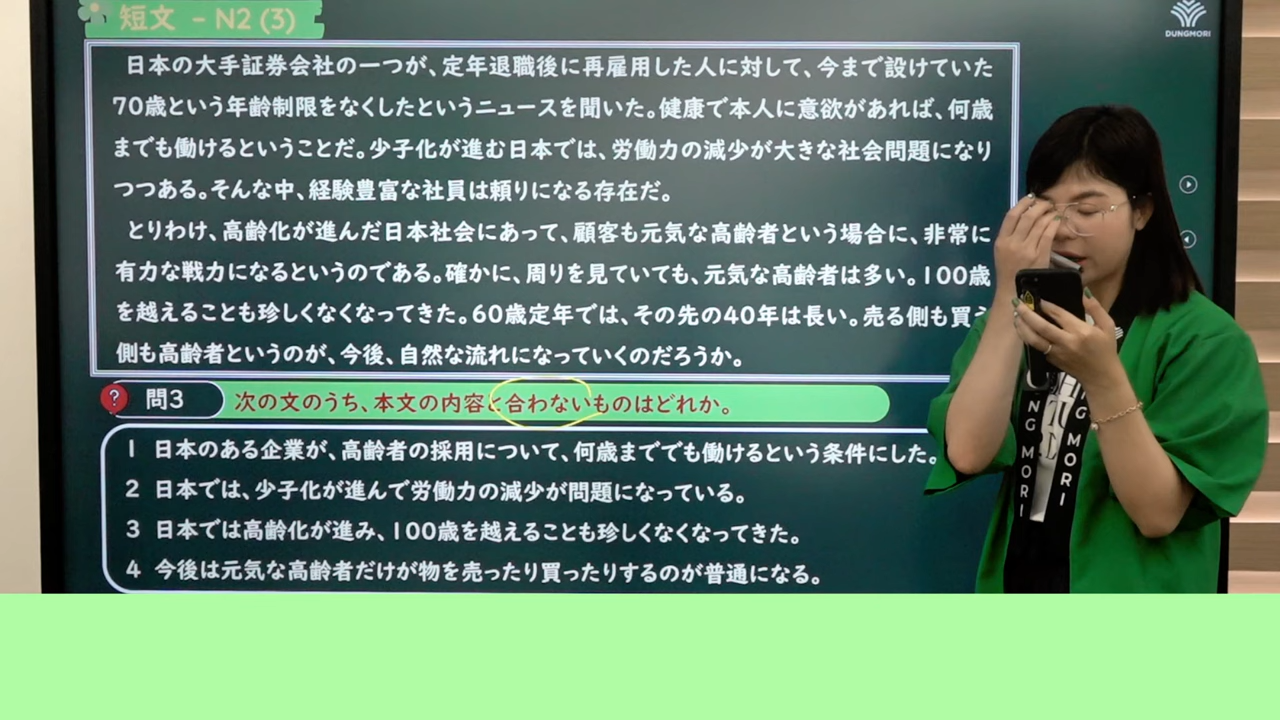 短文 - N2 (3)
DUNGMORI
日本の大手証券会社の一つが、定年退職後に再雇用した人に対して、今まで設けていた
70歳という年齢制限をなくしたというニュースを聞いた。健康で本人に意欲があれば、何歳
までも働けるということだ。少子化が進む日本では、労働力の減少が大きな社会問題になり
つつある。そんな中、経験豊富な社員は頼りになる存在だ。
とりわけ、高齢化が進んだ日本社会にあって、顧客も元気な高齢者という場合に、非常に
有力な戦力になるというのである。確かに、周りを見ていても、元気な高齢者は多い。100歳
を越えることも珍しくなくなってきた。60歳定年では、その先の40年は長い。売る側も買う
側も高齢者というのが、今後、自然な流れになっていくのだろうか。
? 問3 次の文のうち、本文の内容と合わないものはどれか。
1 日本のある企業が、高齢者の採用について、何歳まででも働けるという条件にした。
2 日本では、少子化が進んで労働力の減少が問題になっている。
3 日本では高齢化が進み、100歳を越えることも珍しくなくなってきた。
4 今後は元気な高齢者だけが物を売ったり買ったりするのが普通になる。
NG MORI
NG MORI